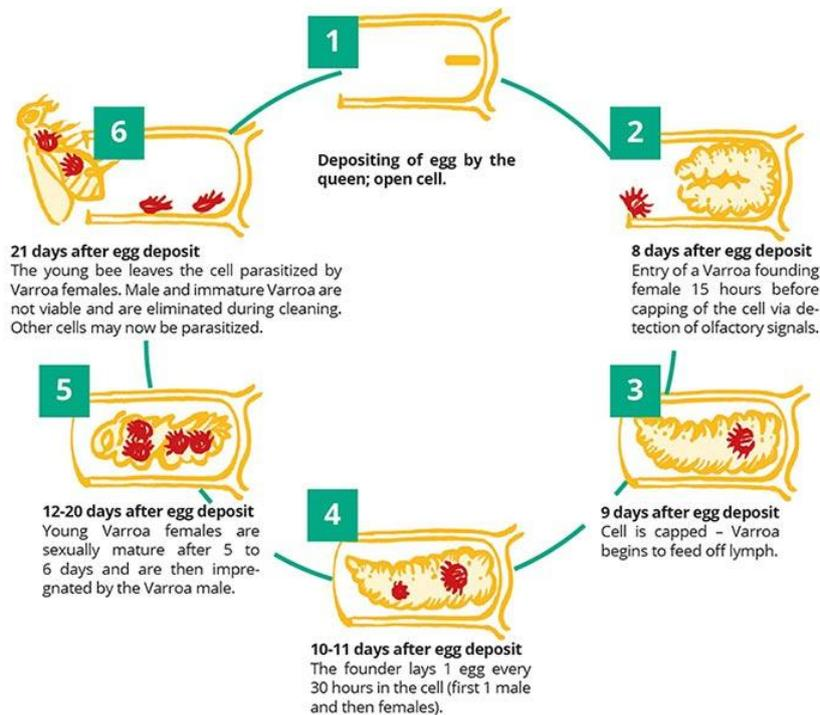 1
Depositing of egg by the
queen; open cell.
2
8 days after egg deposit
Entry of a Varroa founding
female 15 hours before
capping of the cell via de-
tection of olfactory signals.
3
9 days after egg deposit
Cell is capped – Varroa
begins to feed off lymph.
4
10-11 days after egg deposit
The founder lays 1 egg every
30 hours in the cell (first 1 male
and then females).
5
12-20 days after egg deposit
Young Varroa females are
sexually mature after 5 to
6 days and are then impre-
gnated by the Varroa male.
6
21 days after egg deposit
The young bee leaves the cell parasitized by
Varroa females. Male and immature Varroa are
not viable and are eliminated during cleaning.
Other cells may now be parasitized.